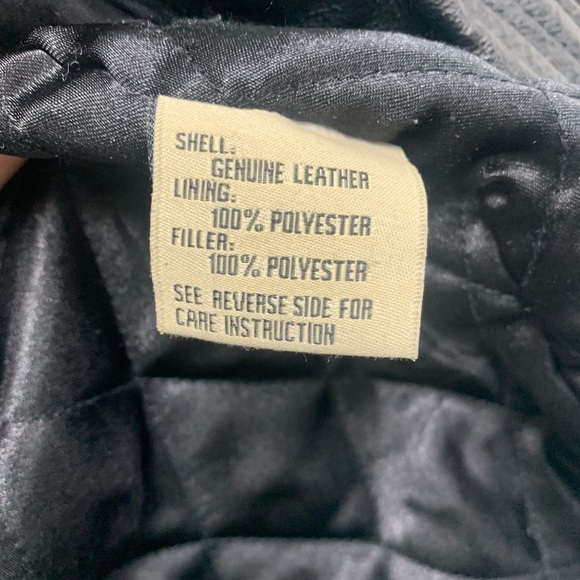 SHELL:
GENUINE LEATHER
LINING:
100% POLYESTER
FILLER:
100% POLYESTER
SEE REVERSE SIDE FOR
CARE INSTRUCTION